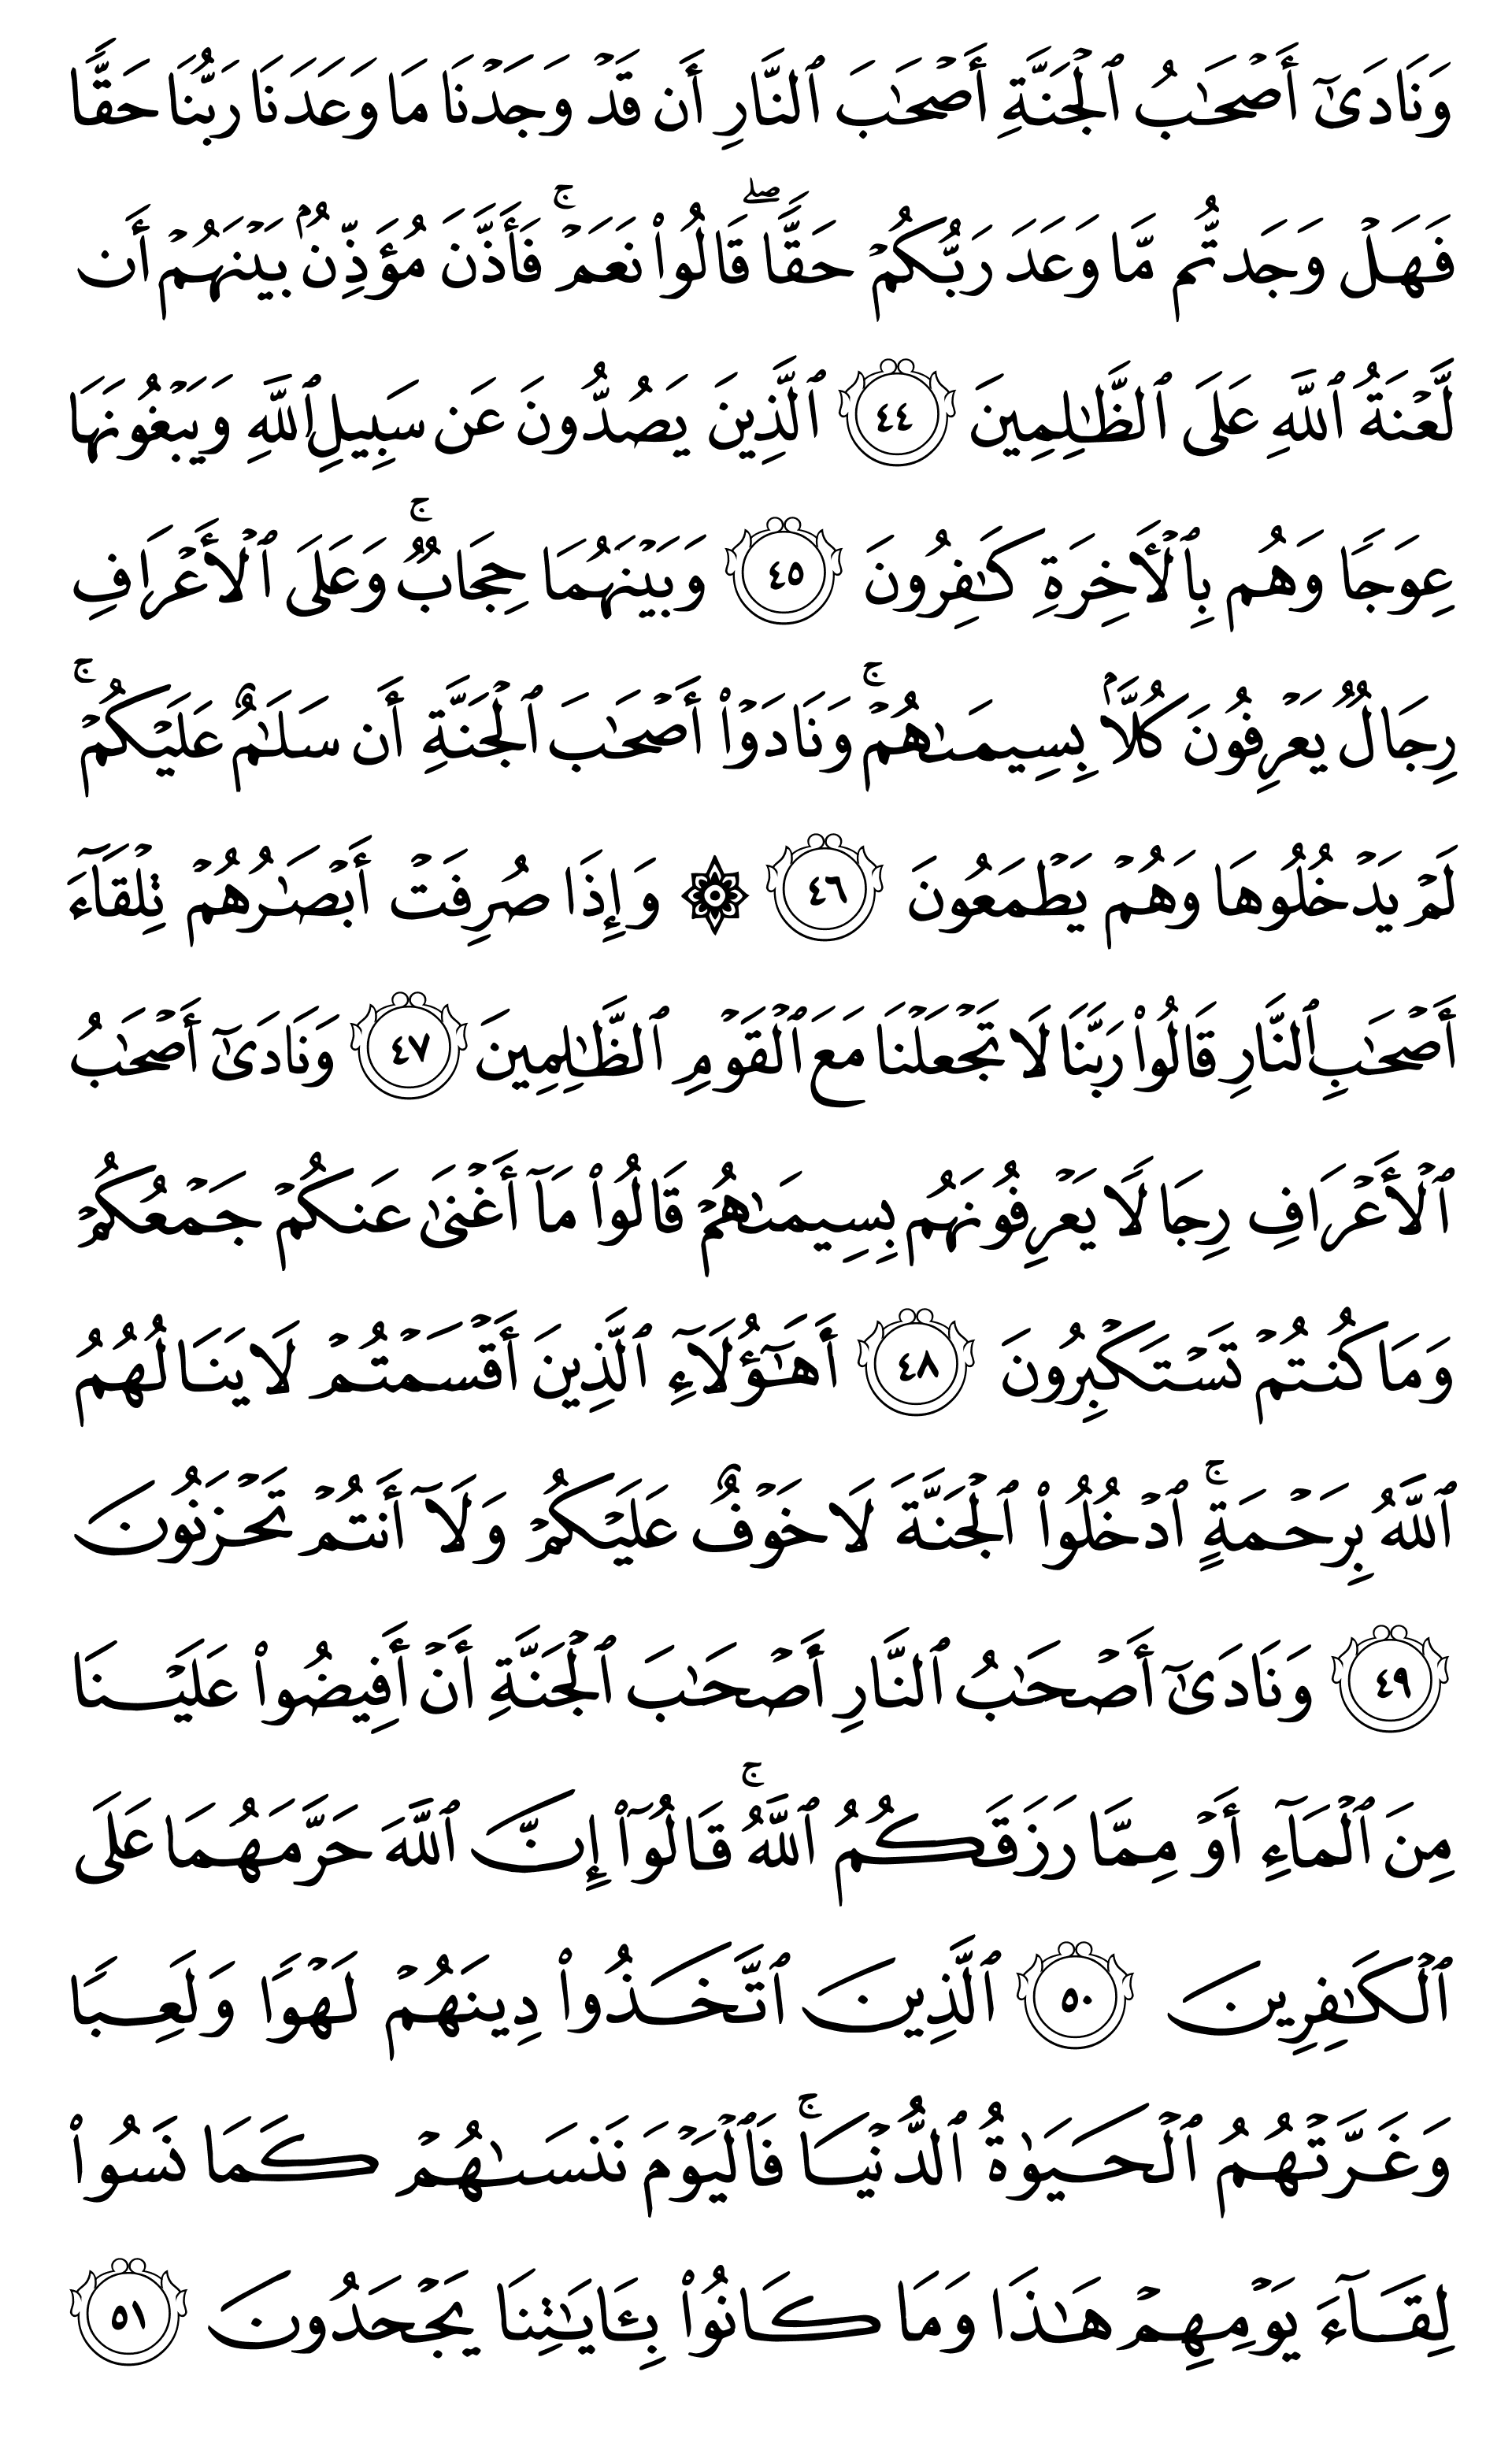 وَنَادَىٰٓ أَصۡحَٰبُ ٱلۡجَنَّةِ أَصۡحَٰبَ ٱلنَّارِ أَن قَدۡ وَجَدۡنَا مَا وَعَدَنَا رَبُّنَا حَقّٗا
فَهَلۡ وَجَدتُّم مَّا وَعَدَ رَبُّكُمۡ حَقّٗاۖ قَالُواْ نَعَمۡۚ فَأَذَّنَ مُؤَذِّنُۢ بَيۡنَهُمۡ أَن
لَّعۡنَةُ ٱللَّهِ عَلَى ٱلظَّٰلِمِينَ ٤٤ ٱلَّذِينَ يَصُدُّونَ عَن سَبِيلِ ٱللَّهِ وَيَبۡغُونَهَا
عِوَجٗا وَهُم بِٱلۡأٓخِرَةِ كَٰفِرُونَ ٤٥ وَبَيۡنَهُمَا حِجَابٞۚ وَعَلَى ٱلۡأَعۡرَافِ
رِجَالٞ يَعۡرِفُونَ كُلَّۢا بِسِيمَىٰهُمۡۚ وَنَادَوۡاْ أَصۡحَٰبَ ٱلۡجَنَّةِ أَن سَلَٰمٌ عَلَيۡكُمۡۚ
لَمۡ يَدۡخُلُوهَا وَهُمۡ يَطۡمَعُونَ ٤٦ ۞ وَإِذَا صُرِفَتۡ أَبۡصَٰرُهُمۡ تِلۡقَآءَ
أَصۡحَٰبِ ٱلنَّارِ قَالُواْ رَبَّنَا لَا تَجۡعَلۡنَا مَعَ ٱلۡقَوۡمِ ٱلظَّٰلِمِينَ ٤٧ وَنَادَىٰٓ أَصۡحَٰبُ
ٱلۡأَعۡرَافِ رِجَالٗا يَعۡرِفُونَهُم بِسِيمَىٰهُمۡ قَالُواْ مَآ أَغۡنَىٰ عَنكُمۡ جَمۡعُكُمۡ
وَمَا كُنتُمۡ تَسۡتَكۡبِرُونَ ٤٨ أَهَٰٓؤُلَآءِ ٱلَّذِينَ أَقۡسَمۡتُمۡ لَا يَنَالُهُمُ
ٱللَّهُ بِرَحۡمَةٍۚ ٱدۡخُلُواْ ٱلۡجَنَّةَ لَا خَوۡفٌ عَلَيۡكُمۡ وَلَآ أَنتُمۡ تَحۡزَنُونَ
٤٩ وَنَادَىٰٓ أَصۡحَٰبُ ٱلنَّارِ أَصۡحَٰبَ ٱلۡجَنَّةِ أَنۡ أَفِيضُواْ عَلَيۡنَا
مِنَ ٱلۡمَآءِ أَوۡ مِمَّا رَزَقَكُمُ ٱللَّهُۚ قَالُوٓاْ إِنَّ ٱللَّهَ حَرَّمَهُمَا عَلَى
ٱلۡكَٰفِرِينَ ٥٠ ٱلَّذِينَ ٱتَّخَذُواْ دِينَهُمۡ لَهۡوٗا وَلَعِبٗا
وَغَرَّتۡهُمُ ٱلۡحَيَوٰةُ ٱلدُّنۡيَاۚ فَٱلۡيَوۡمَ نَنسَىٰهُمۡ كَمَا نَسُواْ
لِقَآءَ يَوۡمِهِمۡ هَٰذَا وَمَا كَانُواْ بِـَٔايَٰتِنَا يَجۡحَدُونَ ٥١